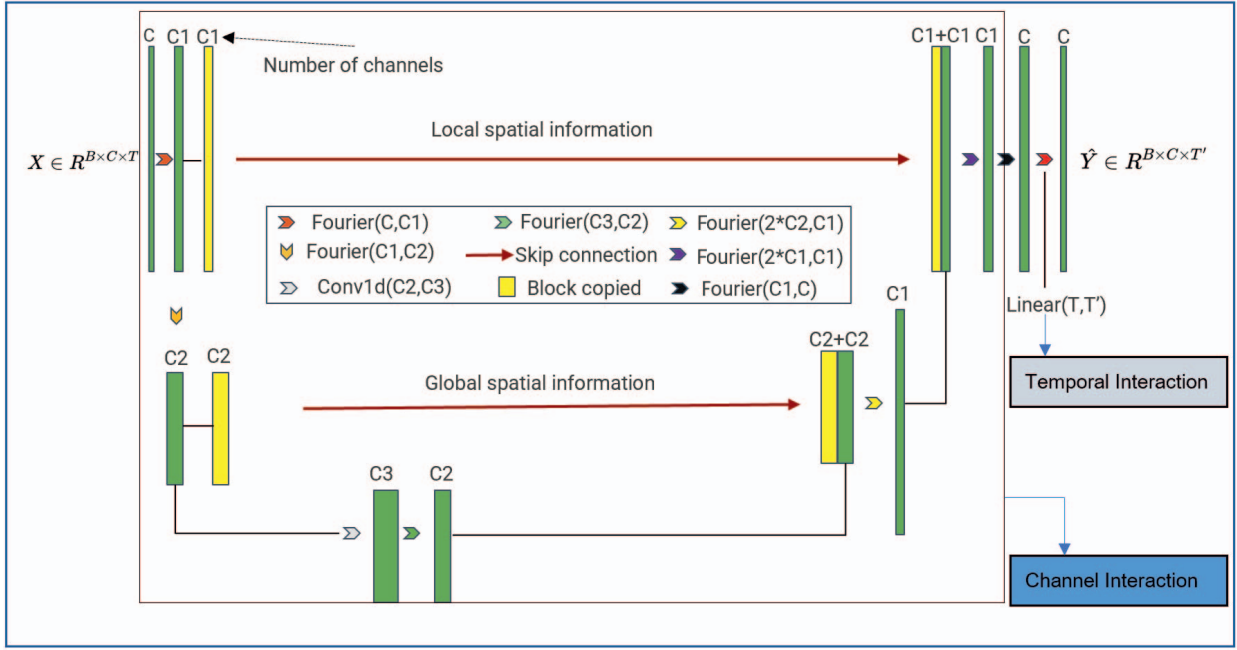 C C1 C1
Number of channels
C1+C1 C1 C C
Local spatial information
X ∈ R^{B×C×T}
Ŷ ∈ R^{B×C×T'}
Fourier(C,C1)
Fourier(C3,C2)
Fourier(2*C2,C1)
Fourier(C1,C2)
Skip connection
Fourier(2*C1,C1)
Conv1d(C2,C3)
Block copied
Fourier(C1,C)
C1
Linear(T,T')
C2 C2
C2+C2
Global spatial information
Temporal Interaction
C3 C2
Channel Interaction